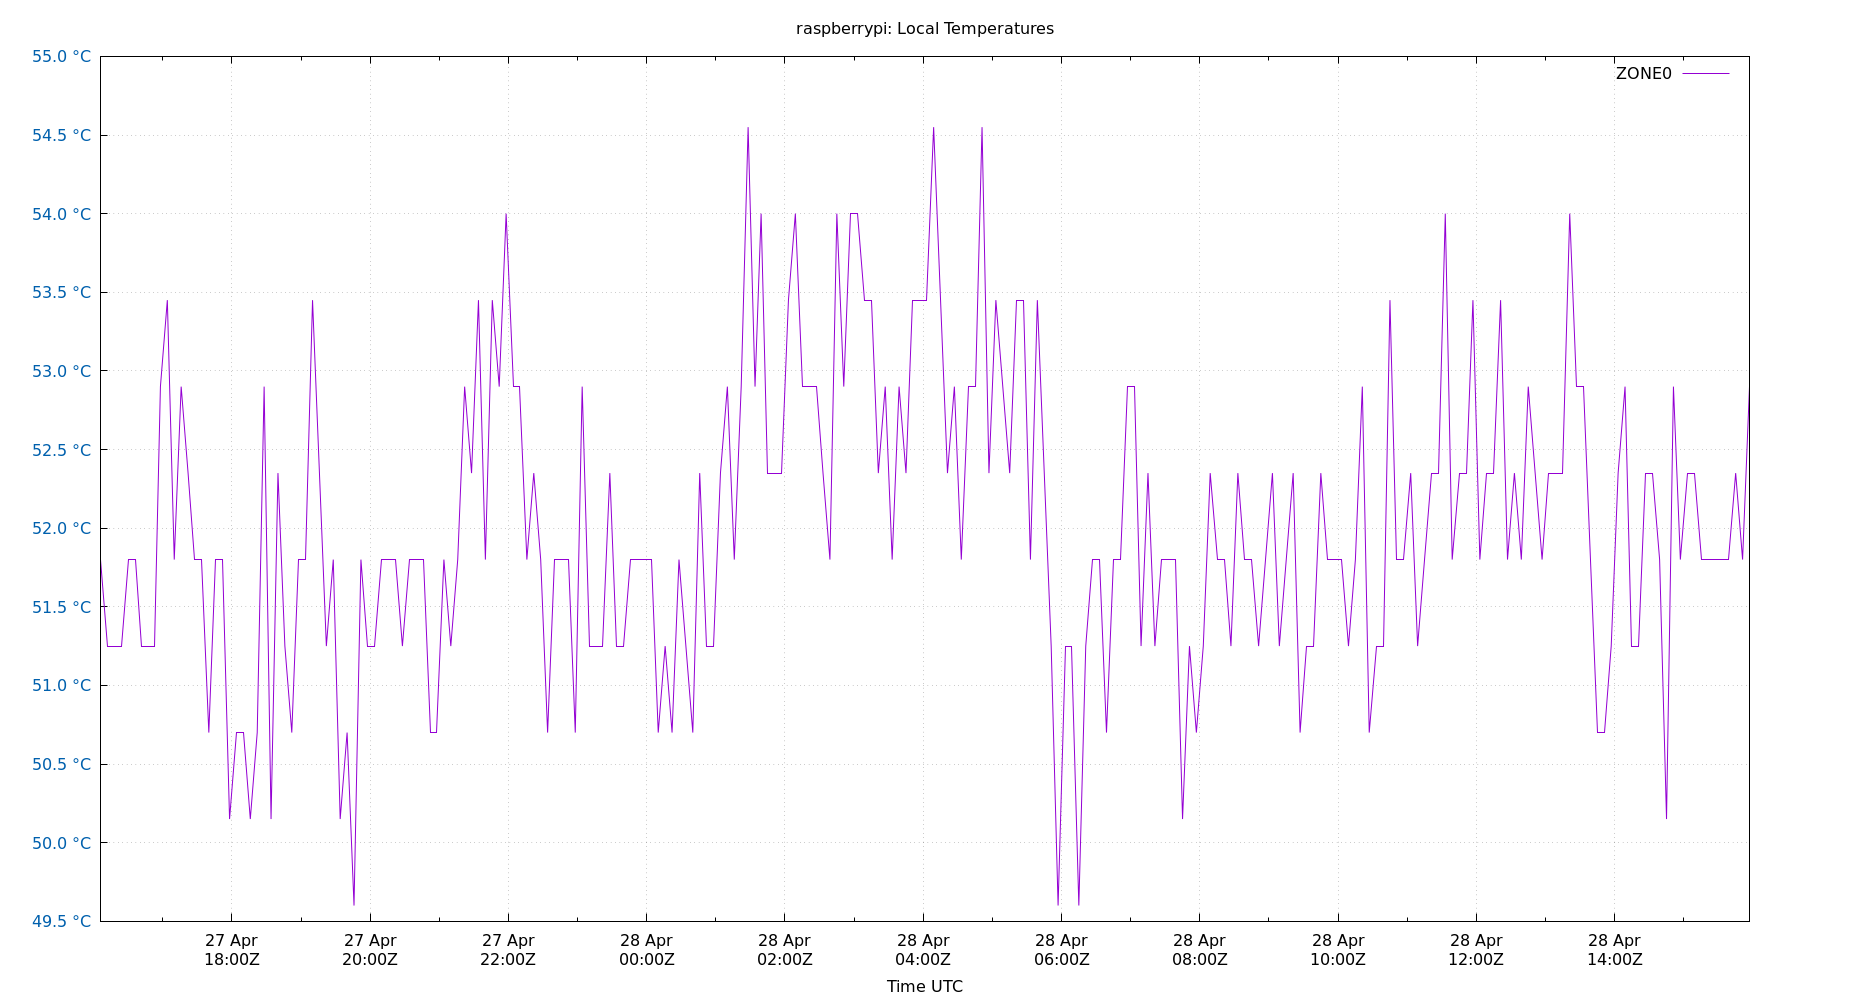 raspberrypi: Local Temperatures
ZONE0
55.0 °C
54.5 °C
54.0 °C
53.5 °C
53.0 °C
52.5 °C
52.0 °C
51.5 °C
51.0 °C
50.5 °C
50.0 °C
49.5 °C
27 Apr 27 Apr 27 Apr 28 Apr 28 Apr 28 Apr 28 Apr 28 Apr 28 Apr 28 Apr 28 Apr
18:00Z 20:00Z 22:00Z 00:00Z 02:00Z 04:00Z 06:00Z 08:00Z 10:00Z 12:00Z 14:00Z
Time UTC